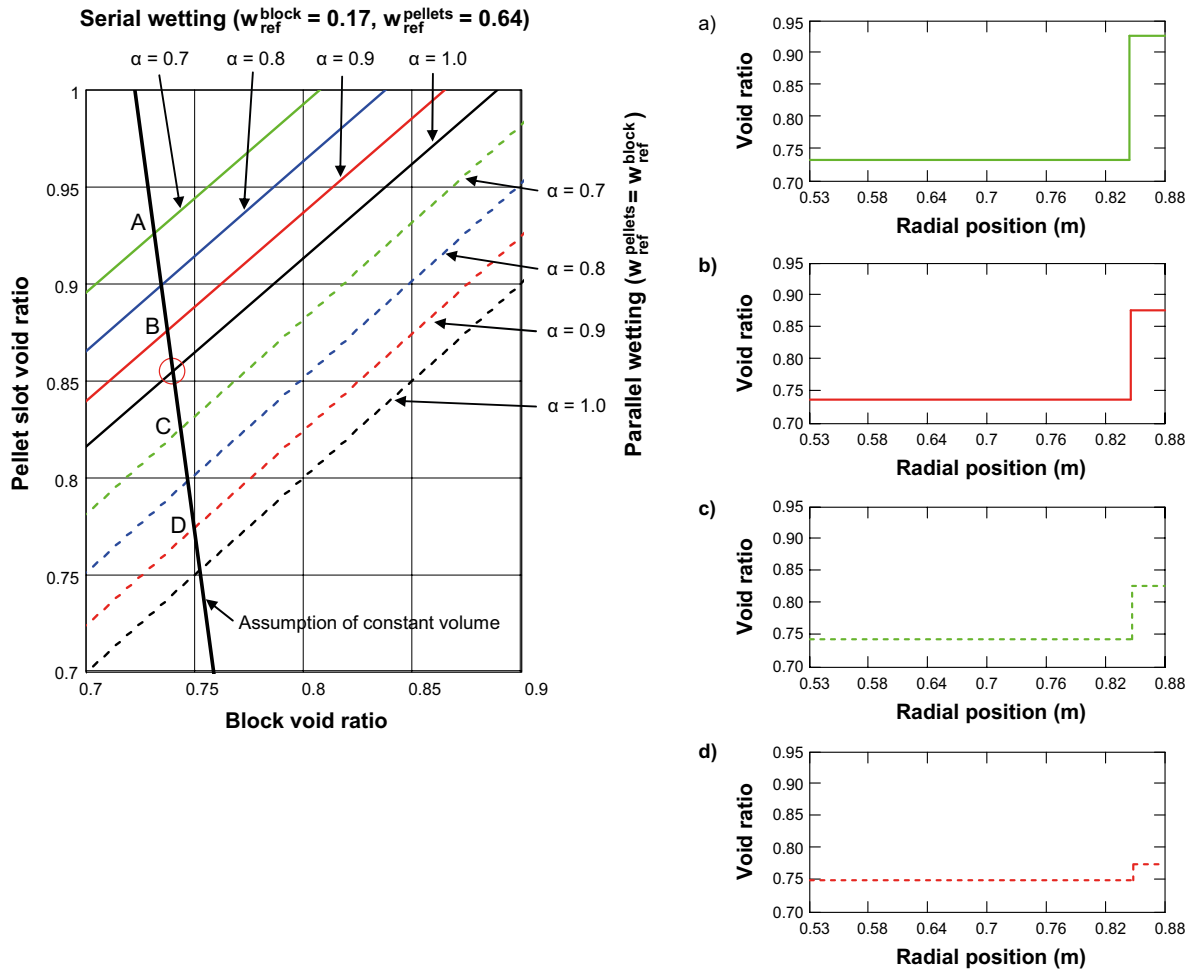 Serial wetting (w_ref^block = 0.17, w_ref^pellets = 0.64)
α = 0.7 α = 0.8 α = 0.9 α = 1.0
1
0.95
0.9
0.85
0.8
0.75
0.7
Pellet slot void ratio
A
B
C
D
Assumption of constant volume
0.7 0.75 0.8 0.85 0.9
Block void ratio
α = 0.7
α = 0.8
α = 0.9
α = 1.0
Parallel wetting (w_ref^pellets = w_ref^block)
a)
Void ratio
0.95
0.90
0.85
0.75
0.70
0.53 0.58 0.64 0.7 0.76 0.82 0.88
Radial position (m)
b)
Void ratio
0.95
0.90
0.85
0.80
0.75
0.70
0.53 0.58 0.64 0.7 0.76 0.82 0.88
Radial position (m)
c)
Void ratio
0.95
0.90
0.85
0.80
0.75
0.70
0.53 0.58 0.64 0.7 0.76 0.82 0.88
Radial position (m)
d)
Void ratio
0.95
0.90
0.85
0.80
0.75
0.70
0.53 0.58 0.64 0.7 0.76 0.82 0.88
Radial position (m)